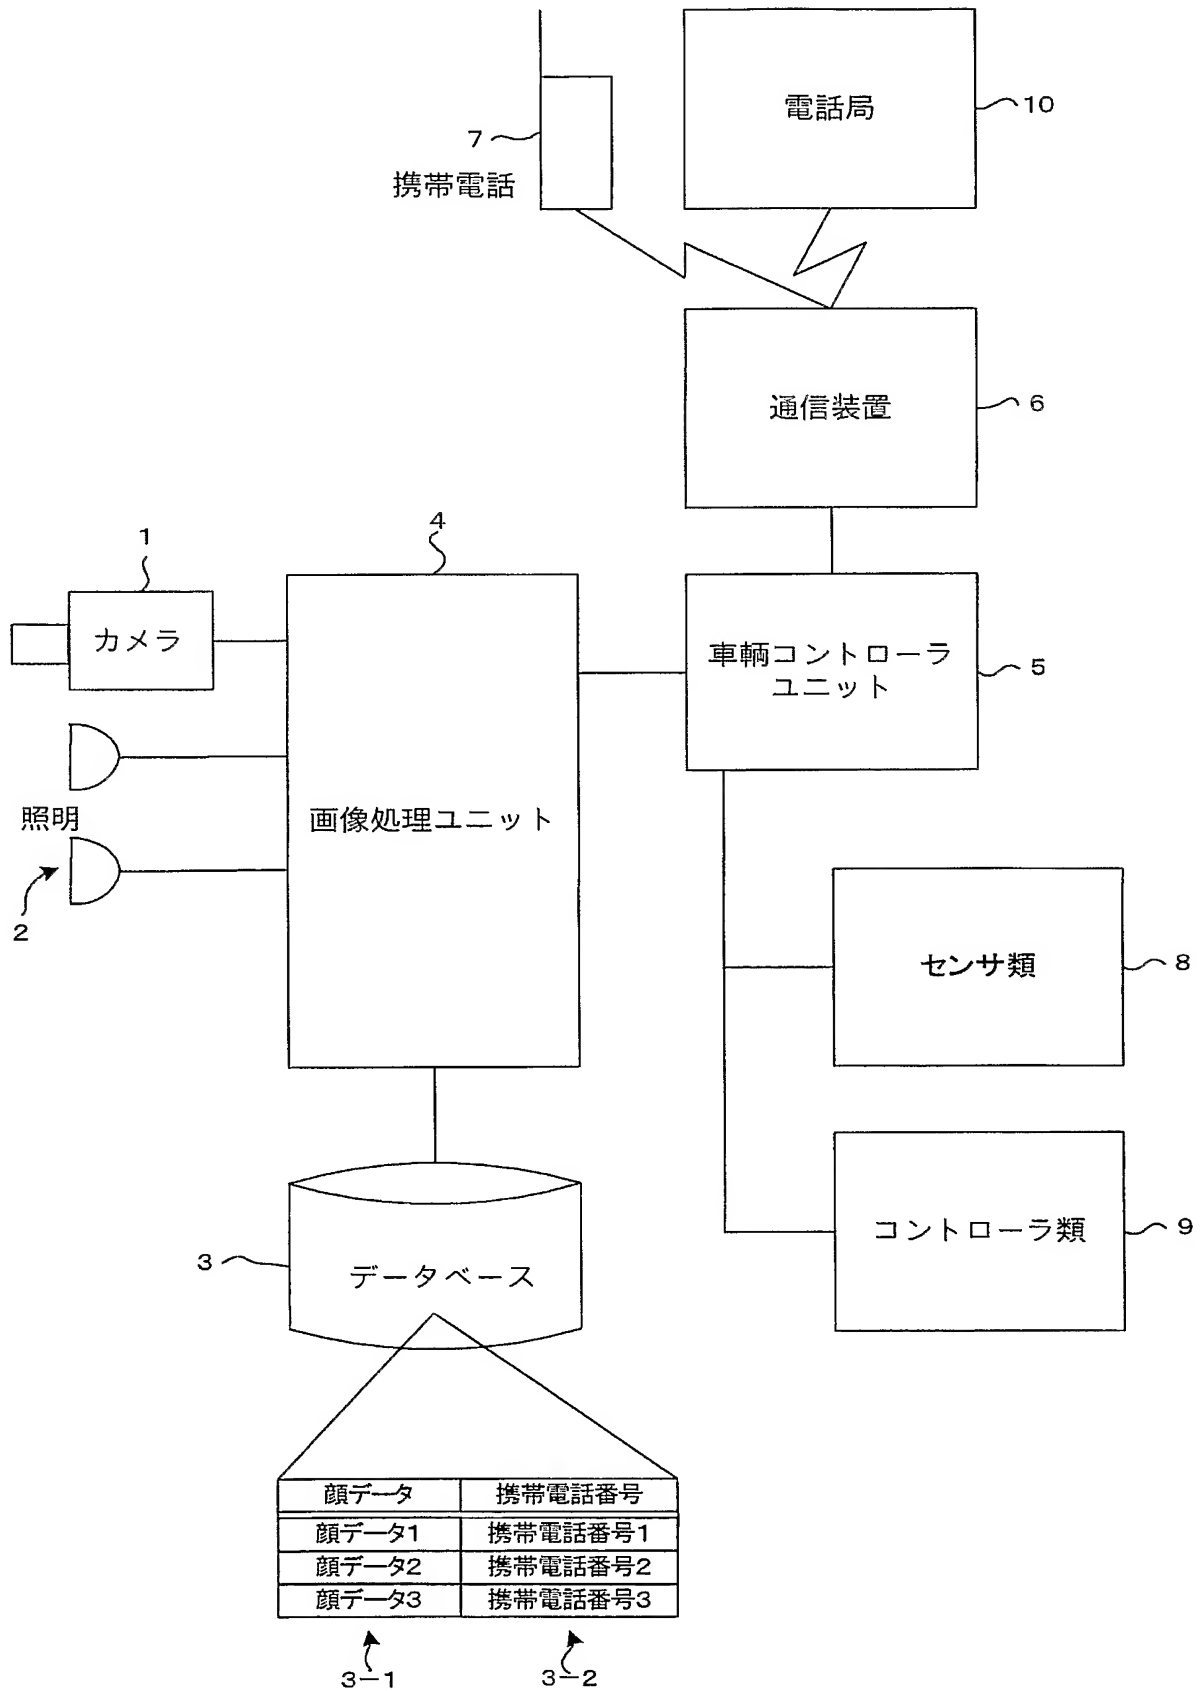 電話局
10
7
携帯電話
通信装置
6
4
1
カメラ
車輌コントローラ
ユニット
5
照明
画像処理ユニット
2
センサ類
8
コントローラ類
9
3
データベース
顔データ 携帯電話番号
顔データ1 携帯電話番号1
顔データ2 携帯電話番号2
顔データ3 携帯電話番号3
3-1 3-2